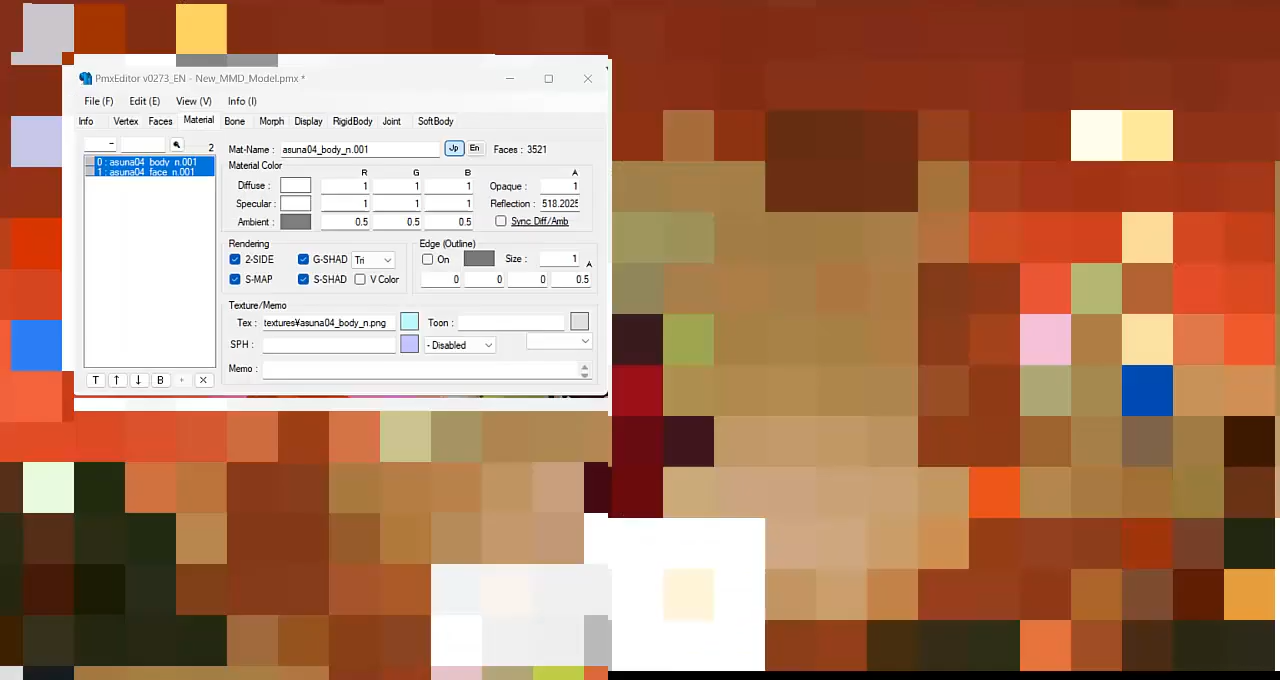 PmxEditor v0273_EN - New_MMD_Model.pmx *
File (F) Edit (E) View (V) Info (I)
Info Vertex Faces Material Bone Morph Display RigidBody Joint SoftBody
- 2
0 : asuna04_body_n.001
1 : asuna04_face_n.001
T ↑ ↓ B + ×
Mat-Name : asuna04_body_n.001 Jp En Faces : 3521
Material Color
R G B A
Diffuse : 1 1 1 Opaque : 1
Specular : 1 1 1 Reflection : 518.2025
Ambient : 0.5 0.5 0.5 Sync Diff/Amb
Rendering Edge (Outline)
2-SIDE G-SHAD Tri On Size : 1 A
S-MAP S-SHAD V Color 0 0 0 0.5
Texture/Memo
Tex : textures¥asuna04_body_n.png Toon :
SPH : - Disabled
Memo :